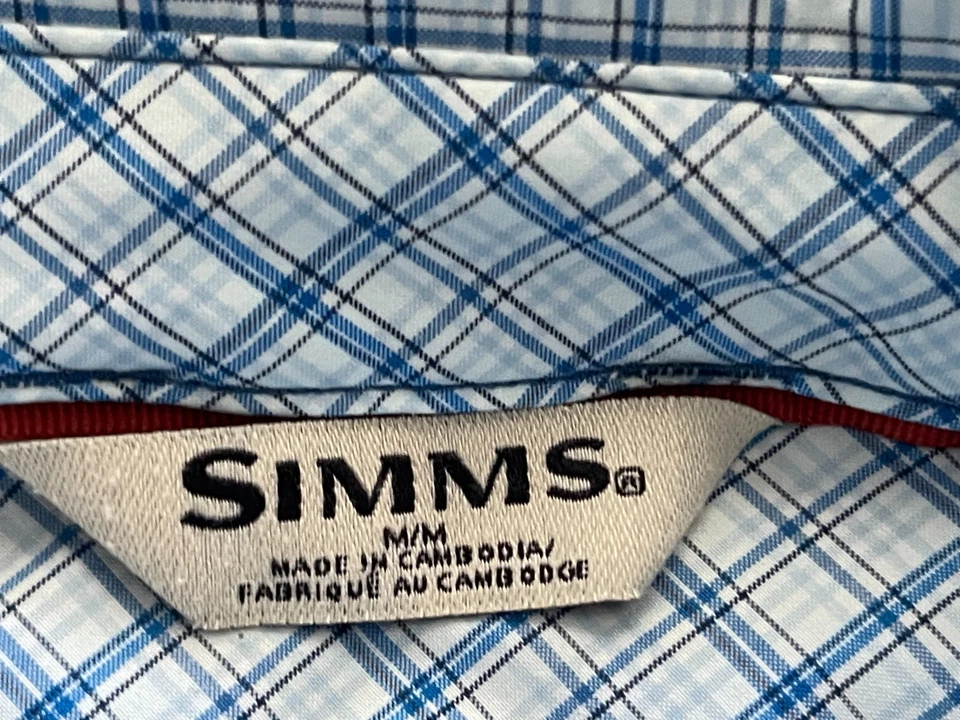 SIMMS®
M/M
MADE IN CAMBODIA/
FABRIQUÉ AU CAMBODGE